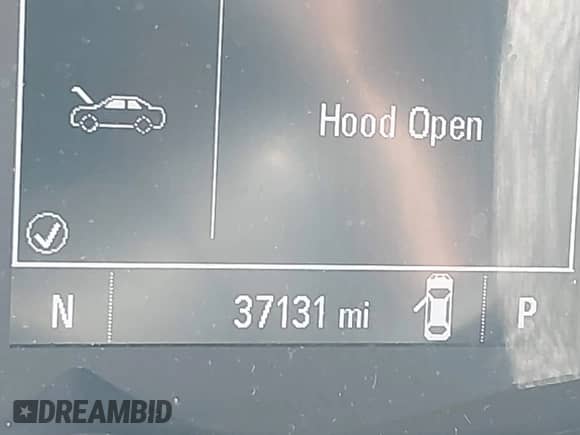 Hood Open
N 37131 mi P
DREAMBID